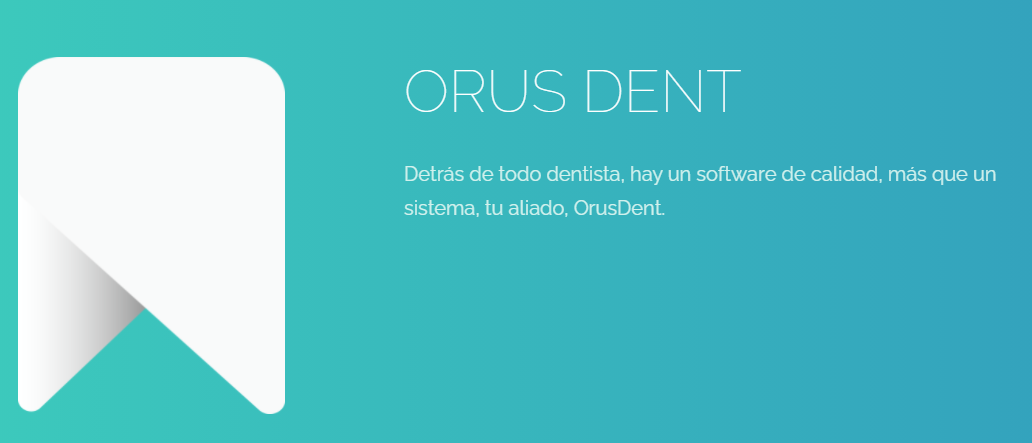 ORUS DENT
Detrás de todo dentista, hay un software de calidad, más que un
sistema, tu aliado, OrusDent.